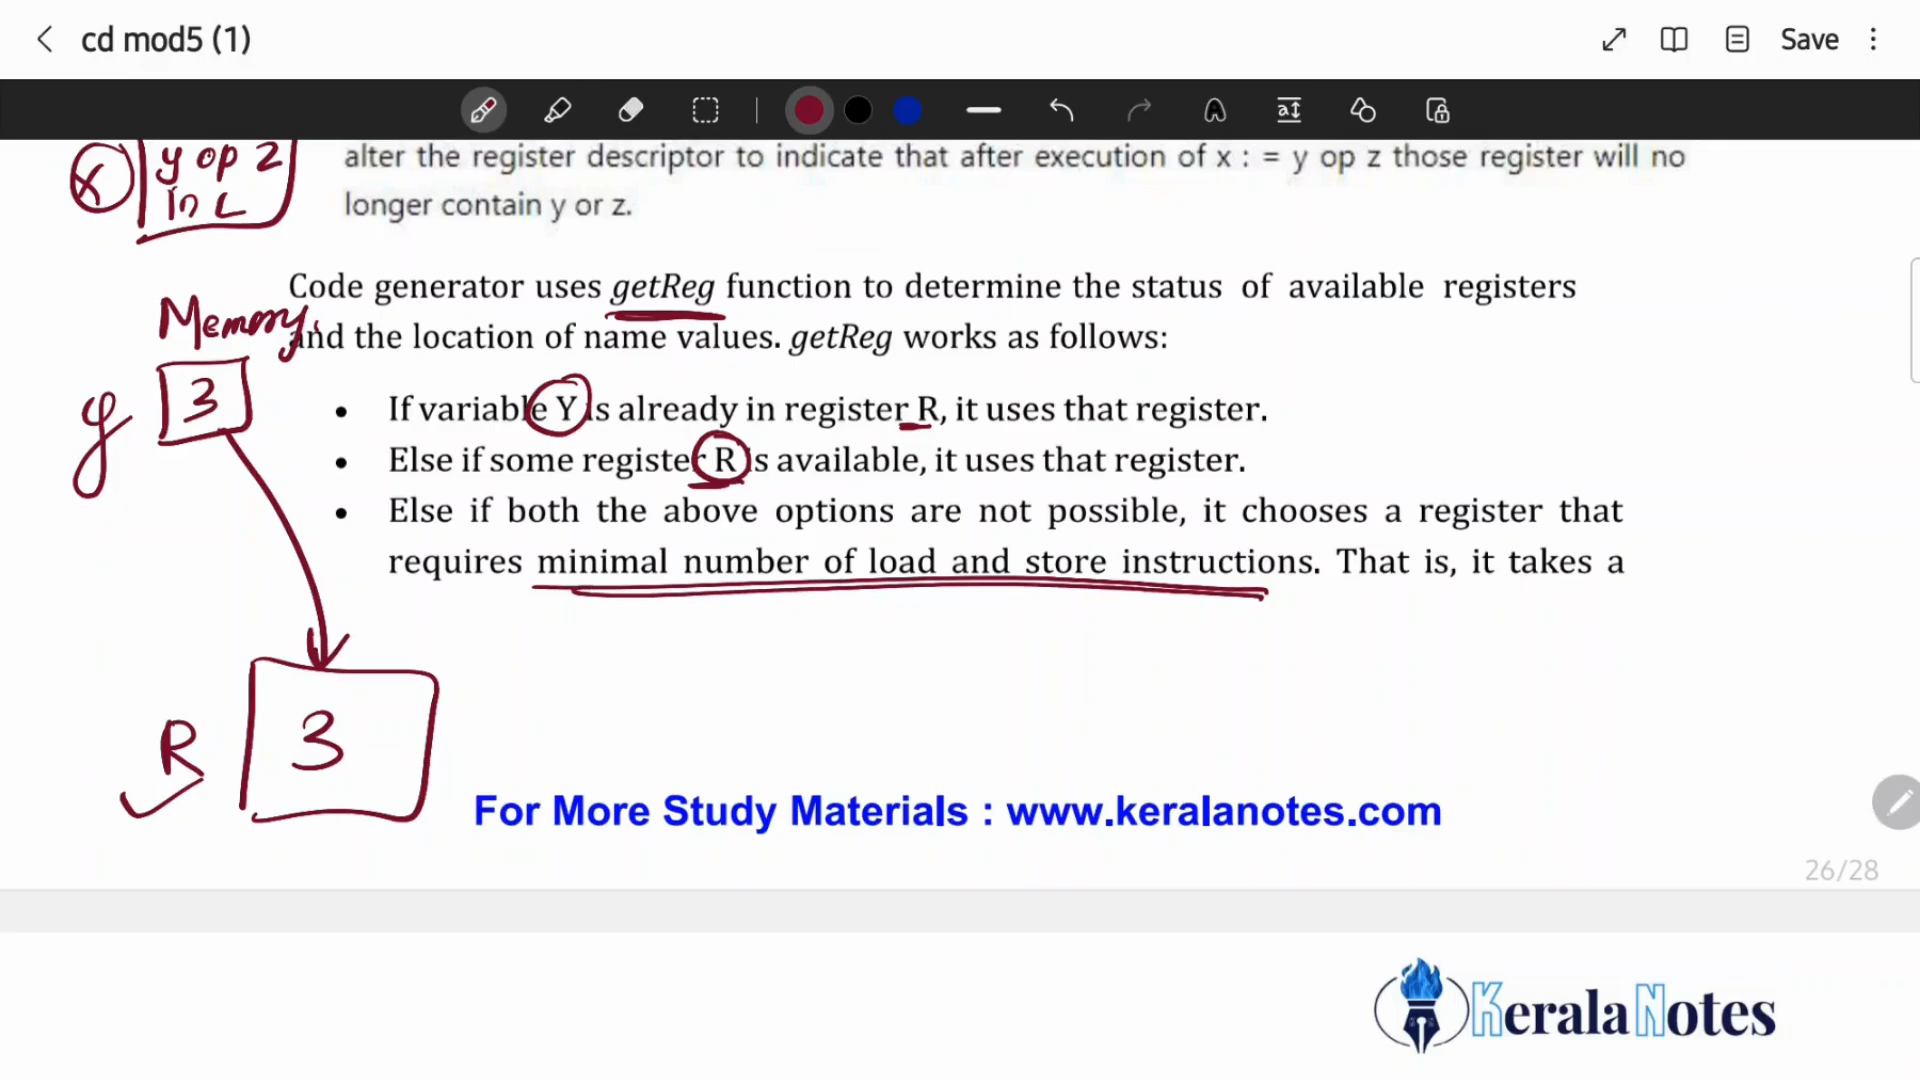 cd mod5 (1)
Save
x y op z
in L
alter the register descriptor to indicate that after execution of x : = y op z those register will no
longer contain y or z.
Code generator uses getReg function to determine the status of available registers
Memory
and the location of name values. getReg works as follows:
y 3
• If variable Y is already in register R, it uses that register.
• Else if some register R is available, it uses that register.
• Else if both the above options are not possible, it chooses a register that
requires minimal number of load and store instructions. That is, it takes a
R 3
For More Study Materials : www.keralanotes.com
26/28
KeralaNotes